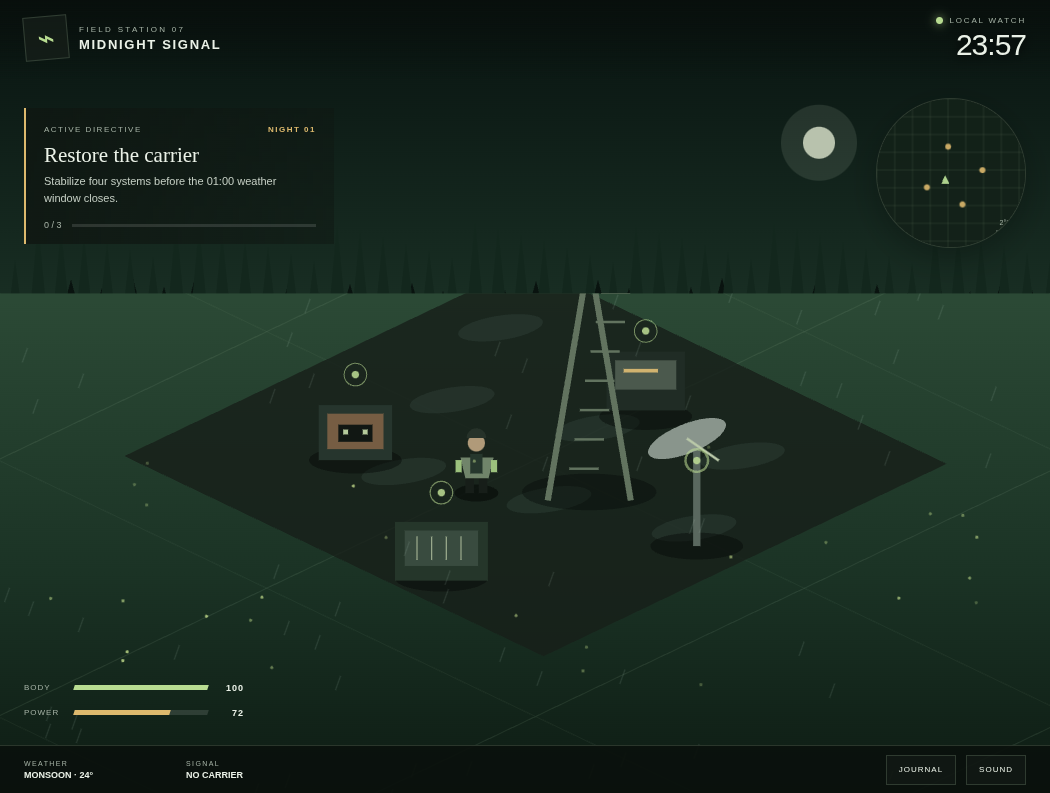 FIELD STATION 07
MIDNIGHT SIGNAL
LOCAL WATCH
23:57
ACTIVE DIRECTIVE
NIGHT 01
Restore the carrier
Stabilize four systems before the 01:00 weather
window closes.
0 / 3
BODY
100
POWER
72
WEATHER
MONSOON · 24°
SIGNAL
NO CARRIER
JOURNAL
SOUND